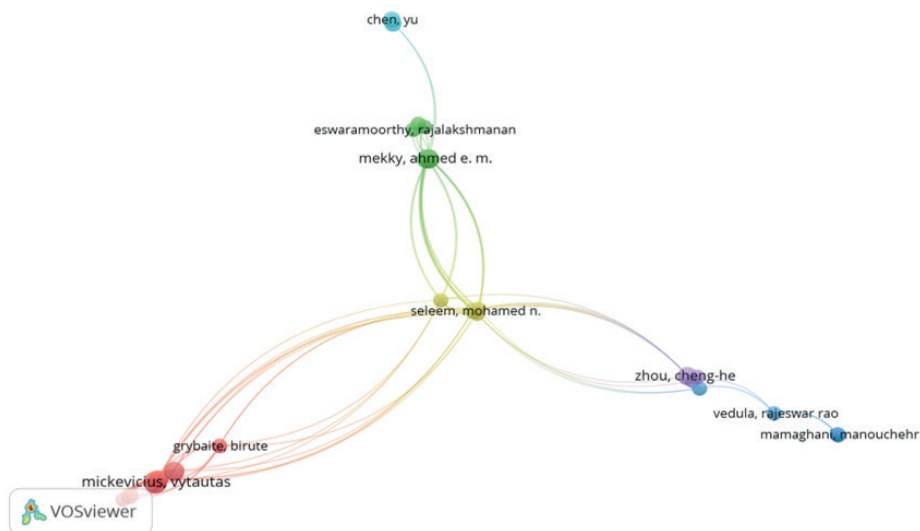 chen, yu
eswaramoorthy, rajalakshmanan
mekky, ahmed e. m.
seleem, mohamed n.
zhou, cheng-he
vedula, rajeswar rao
mamaghani, manouchehr
grybaite, birute
mickevicius, vytautas
VOSviewer